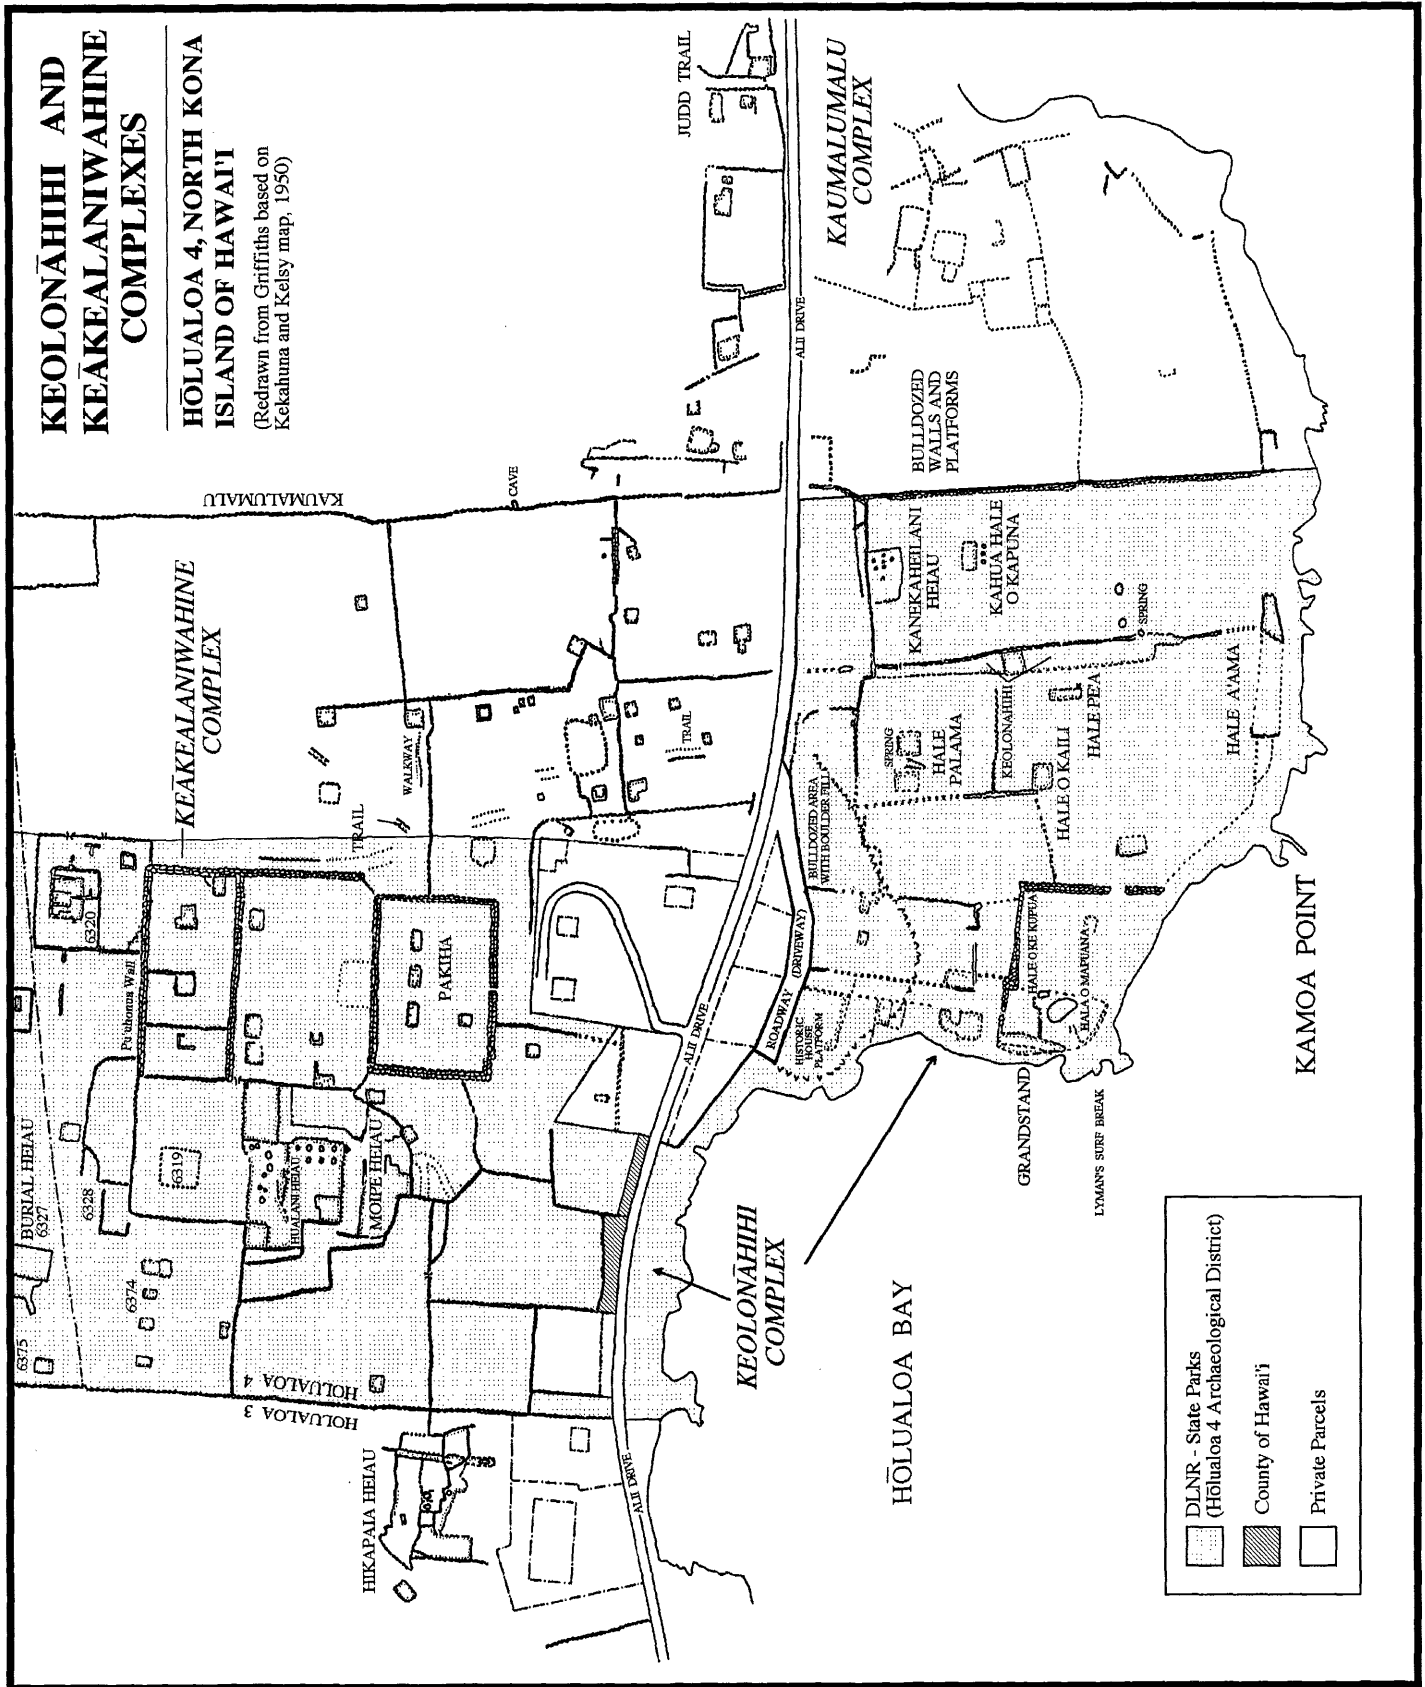 KEOLONĀHIHI AND
KEĀKEALANIWAHINE
COMPLEXES
HŌLUALOA 4, NORTH KONA
ISLAND OF HAWAI'I
(Redrawn from Griffiths based on
Kekahuna and Kelsy map, 1950)
JUDD TRAIL
KAUMALUMALU
COMPLEX
ALII DRIVE
BULLDOZED
WALLS AND
PLATFORMS
KAUMALUMALU
CAVE
KEĀKEALANIWAHINE
COMPLEX
WALKWAY
TRAIL
TRAIL
KANEKAHEILANI
HEIAU
KAHUA HALE
O KAPUNA
SPRING
SPRING
HALE
PALAMA
KEOLONAHIHI
HALE O KAILI
HALE PE'A
HALE A'AMA
BULLDOZED AREA
WITH BOULDER FILL
6320
Pu'uhonua Wall
PAKIHA
ALII DRIVE
ROADWAY (DRIVEWAY)
HISTORIC
HOUSE
PLATFORM
HALE O KE KUPUA
HALA O MAPUANA
KAMOA POINT
GRANDSTAND
LYMAN'S SURF BREAK
BURIAL HEIAU
6327
6328
6319
HUALANI HEIAU
MOIPE HEIAU
6374
6375
HOLUALOA 4
HOLUALOA 3
KEOLONĀHIHI
COMPLEX
HIKAPAIA HEIAU
ALII DRIVE
HŌLUALOA BAY
DLNR - State Parks
(Hōlualoa 4 Archaeological District)
County of Hawai'i
Private Parcels